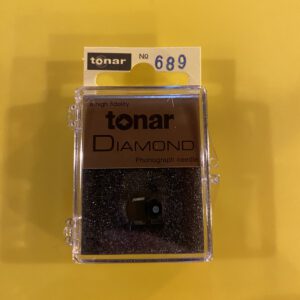 tonar No 689
a high fidelity
tonar
DIAMOND
Phonograph needle